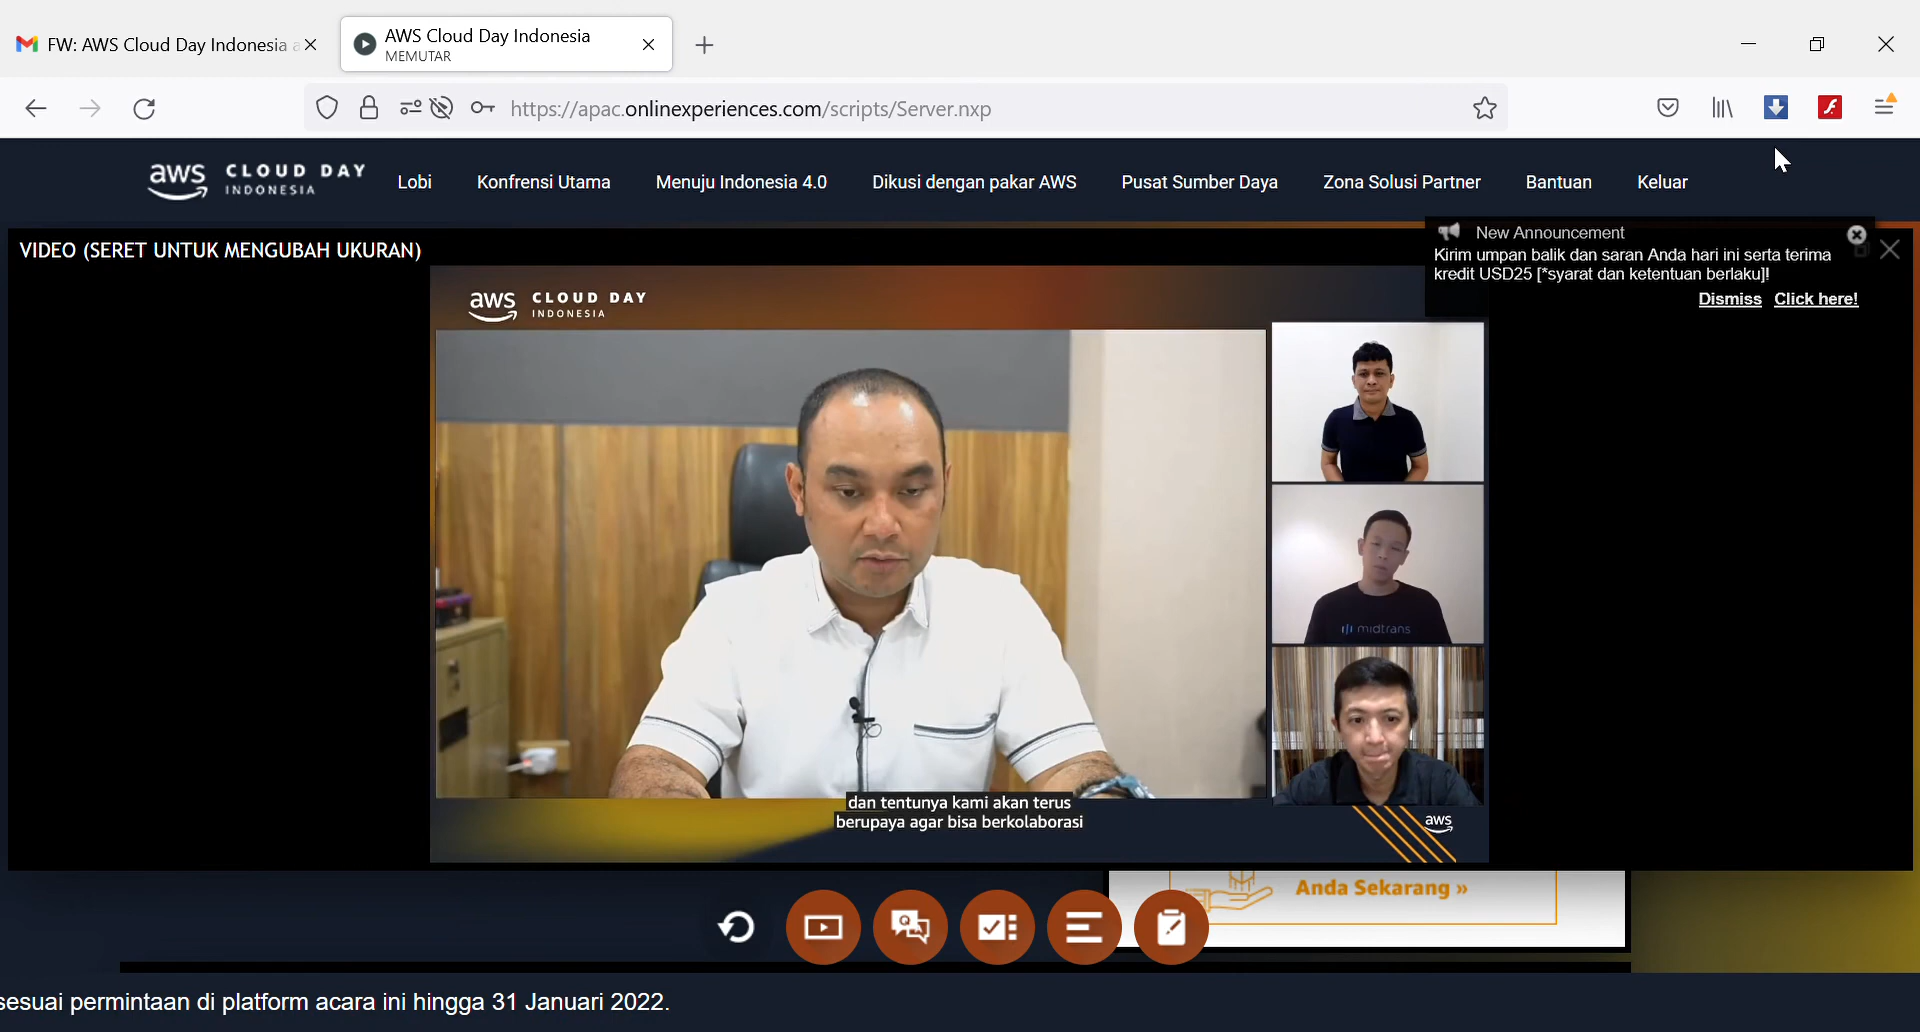 FW: AWS Cloud Day Indonesia
AWS Cloud Day Indonesia
MEMUTAR
https://apac.onlinexperiences.com/scripts/Server.nxp
aws CLOUD DAY
INDONESIA
Lobi
Konfrensi Utama
Menuju Indonesia 4.0
Dikusi dengan pakar AWS
Pusat Sumber Daya
Zona Solusi Partner
Bantuan
Keluar
VIDEO (SERET UNTUK MENGUBAH UKURAN)
New Announcement
Kirim umpan balik dan saran Anda hari ini serta terima
kredit USD25 [*syarat dan ketentuan berlaku]!
Dismiss Click here!
aws CLOUD DAY
INDONESIA
midtrans
dan tentunya kami akan terus
berupaya agar bisa berkolaborasi
aws
Anda Sekarang »
Q
A
sesuai permintaan di platform acara ini hingga 31 Januari 2022.